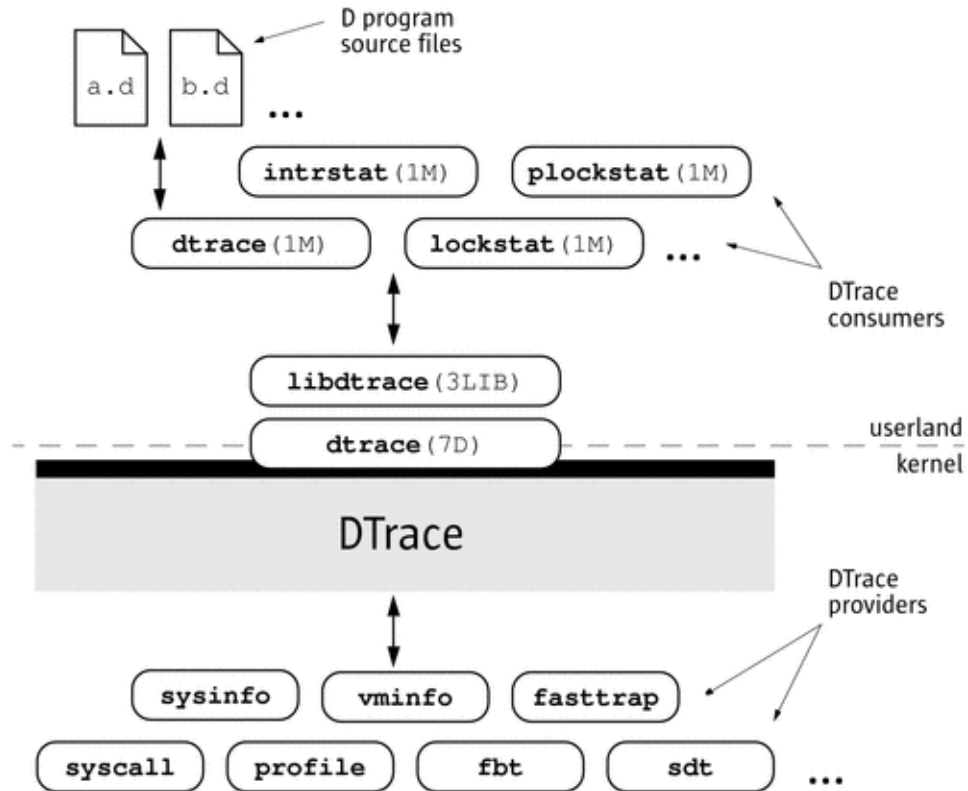 D program
source files
a.d
b.d
...
intrstat(1M)
plockstat(1M)
dtrace(1M)
lockstat(1M)
...
DTrace
consumers
libdtrace(3LIB)
dtrace(7D)
userland
kernel
DTrace
DTrace
providers
sysinfo
vminfo
fasttrap
syscall
profile
fbt
sdt
...